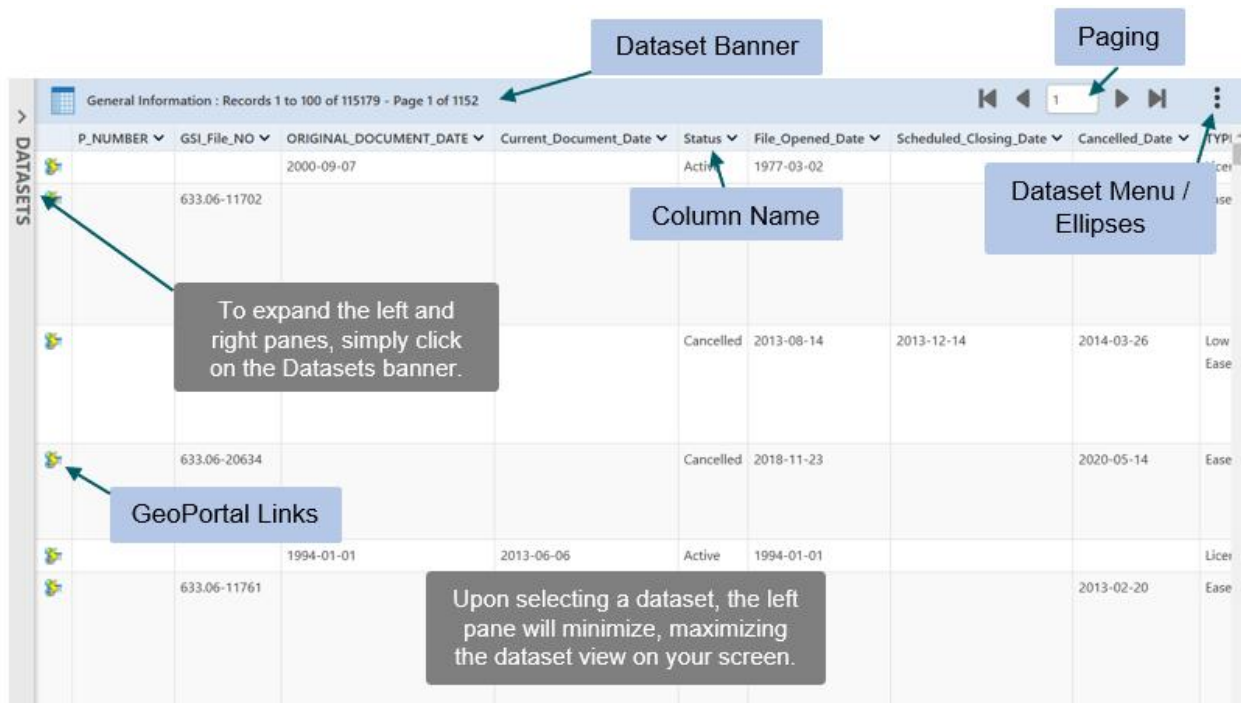 Dataset Banner
Paging
General Information : Records 1 to 100 of 115179 - Page 1 of 1152
1
DATASETS
P_NUMBER GSI_File_NO ORIGINAL_DOCUMENT_DATE Current_Document_Date Status File_Opened_Date Scheduled_Closing_Date Cancelled_Date
2000-09-07 1977-03-02
633.06-11702
Column Name
Dataset Menu /
Ellipses
To expand the left and
right panes, simply click
on the Datasets banner.
Cancelled 2013-08-14 2013-12-14 2014-03-26 Low
Ease
633.06-20634 Cancelled 2018-11-23 2020-05-14 Ease
GeoPortal Links
1994-01-01 2013-06-06 Active 1994-01-01 Licer
633.06-11761 2013-02-20 Ease
Upon selecting a dataset, the left
pane will minimize, maximizing
the dataset view on your screen.